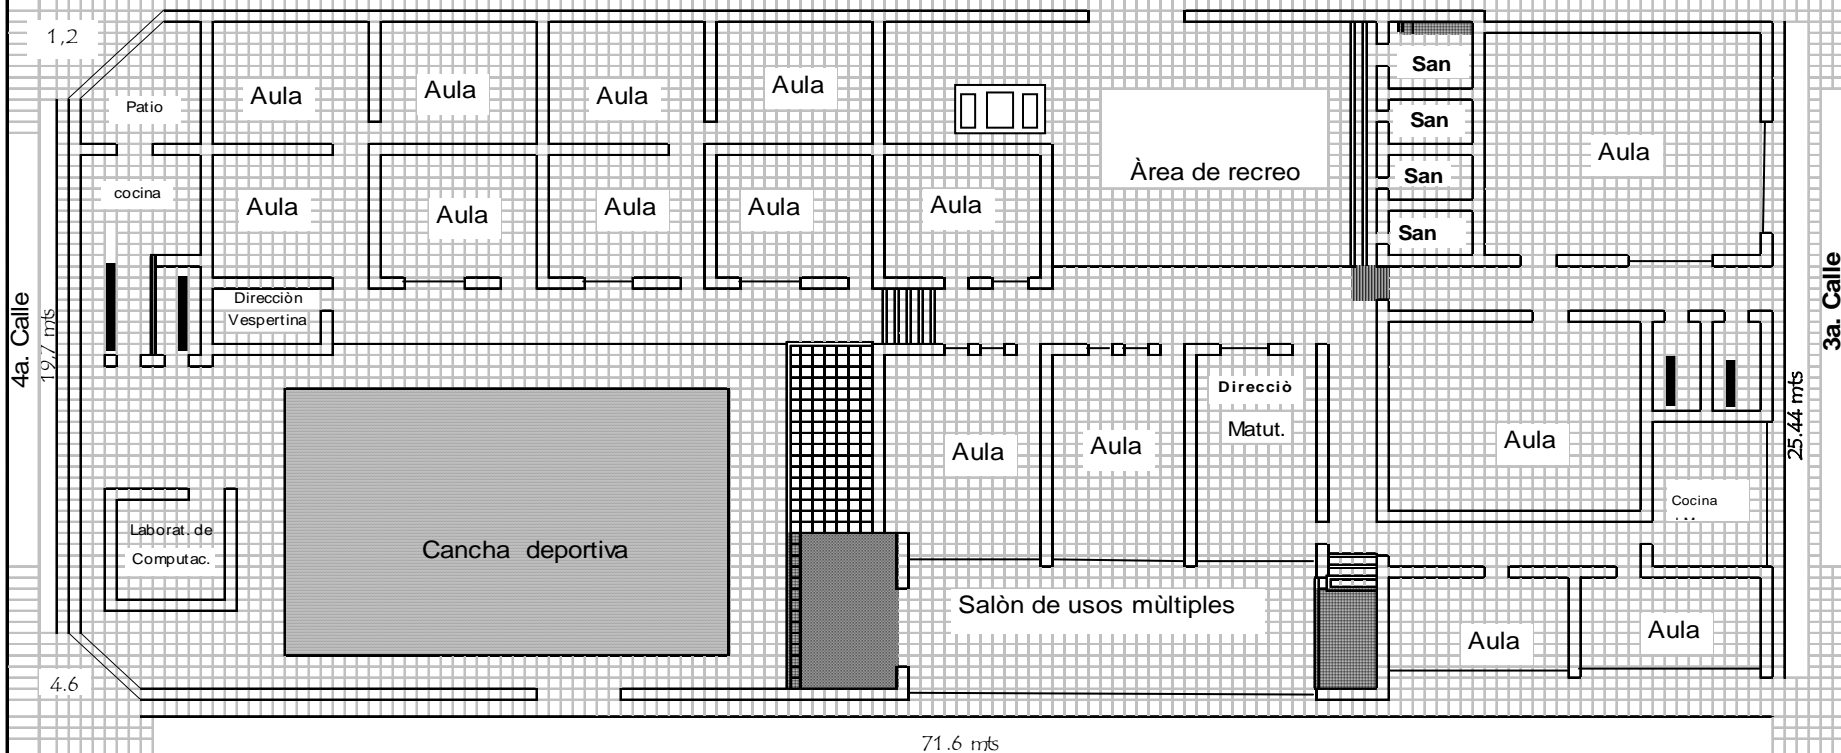 1,2
Aula
Aula
Aula
Aula
Patio
San
San
San
San
Aula
Àrea de recreo
cocina
Aula
Aula
Aula
Aula
Aula
4a. Calle
19,7 mts
Direcciòn
Vespertina
3a. Calle
25.44 mts
Direcciò
Matut.
Aula
Aula
Aula
Cocina
Laborat. de
Computac.
Cancha deportiva
Salòn de usos mùltiples
Aula
Aula
4.6
71.6 mts